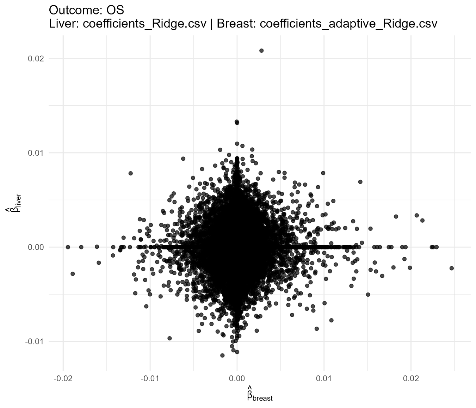 Outcome: OS
Liver: coefficients_Ridge.csv | Breast: coefficients_adaptive_Ridge.csv
0.02
0.01
0.00
-0.01
β̂liver
-0.02
-0.01
0.00
0.01
0.02
β̂breast